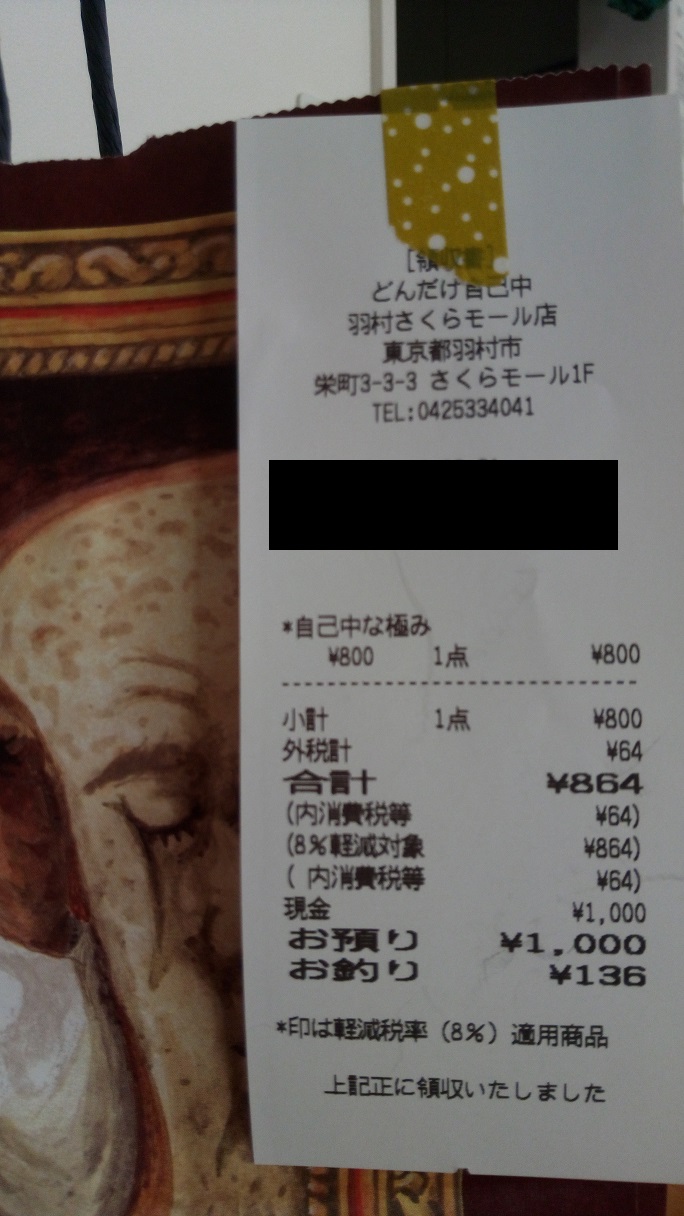 [領収書]
どんだけ自己中
羽村さくらモール店
東京都羽村市
栄町3-3-3 さくらモール1F
TEL:0425334041
*自己中な極み
¥800 1点 ¥800
小計 1点 ¥800
外税計 ¥64
合計 ¥864
(内消費税等 ¥64)
(8%軽減対象 ¥864)
( 内消費税等 ¥64)
現金 ¥1,000
お預り ¥1,000
お釣り ¥136
*印は軽減税率(8%)適用商品
上記正に領収いたしました